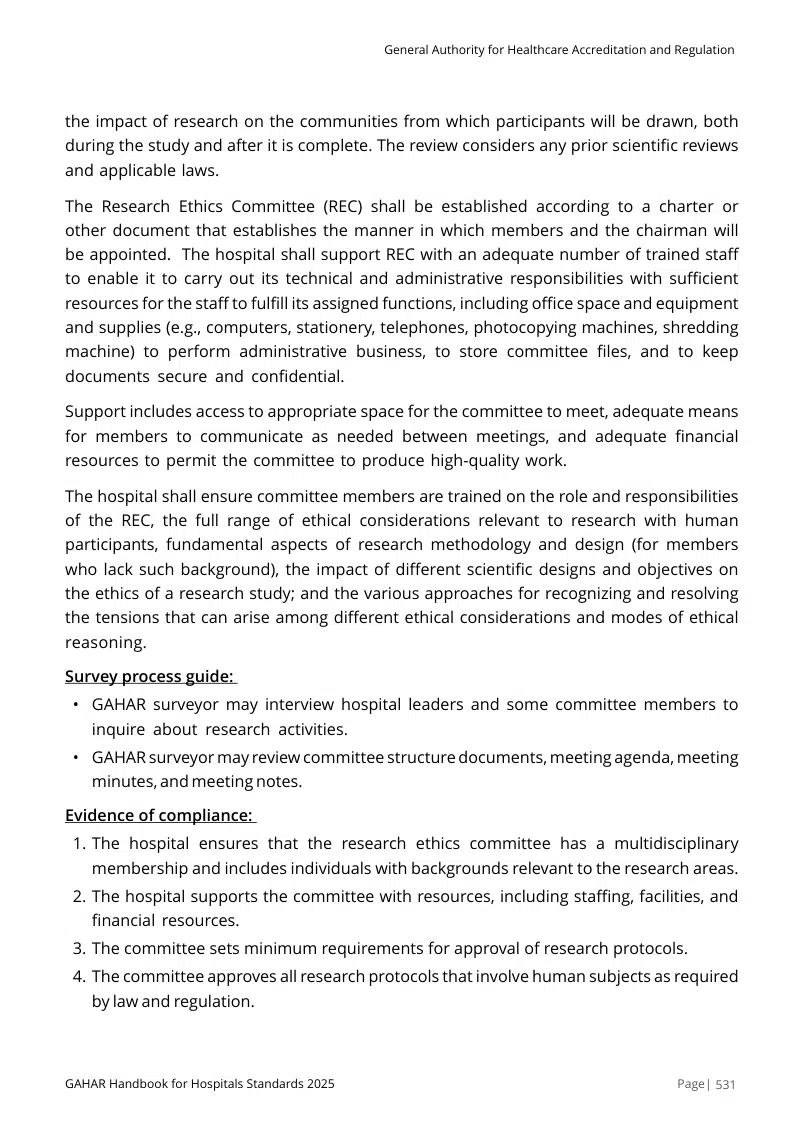 General Authority for Healthcare Accreditation and Regulation
the impact of research on the communities from which participants will be drawn, both
during the study and after it is complete. The review considers any prior scientific reviews
and applicable laws.
The Research Ethics Committee (REC) shall be established according to a charter or
other document that establishes the manner in which members and the chairman will
be appointed. The hospital shall support REC with an adequate number of trained staff
to enable it to carry out its technical and administrative responsibilities with sufficient
resources for the staff to fulfill its assigned functions, including office space and equipment
and supplies (e.g., computers, stationery, telephones, photocopying machines, shredding
machine) to perform administrative business, to store committee files, and to keep
documents secure and confidential.
Support includes access to appropriate space for the committee to meet, adequate means
for members to communicate as needed between meetings, and adequate financial
resources to permit the committee to produce high-quality work.
The hospital shall ensure committee members are trained on the role and responsibilities
of the REC, the full range of ethical considerations relevant to research with human
participants, fundamental aspects of research methodology and design (for members
who lack such background), the impact of different scientific designs and objectives on
the ethics of a research study; and the various approaches for recognizing and resolving
the tensions that can arise among different ethical considerations and modes of ethical
reasoning.
Survey process guide:
• GAHAR surveyor may interview hospital leaders and some committee members to
inquire about research activities.
• GAHAR surveyor may review committee structure documents, meeting agenda, meeting
minutes, and meeting notes.
Evidence of compliance:
1. The hospital ensures that the research ethics committee has a multidisciplinary
membership and includes individuals with backgrounds relevant to the research areas.
2. The hospital supports the committee with resources, including staffing, facilities, and
financial resources.
3. The committee sets minimum requirements for approval of research protocols.
4. The committee approves all research protocols that involve human subjects as required
by law and regulation.
GAHAR Handbook for Hospitals Standards 2025
Page| 531